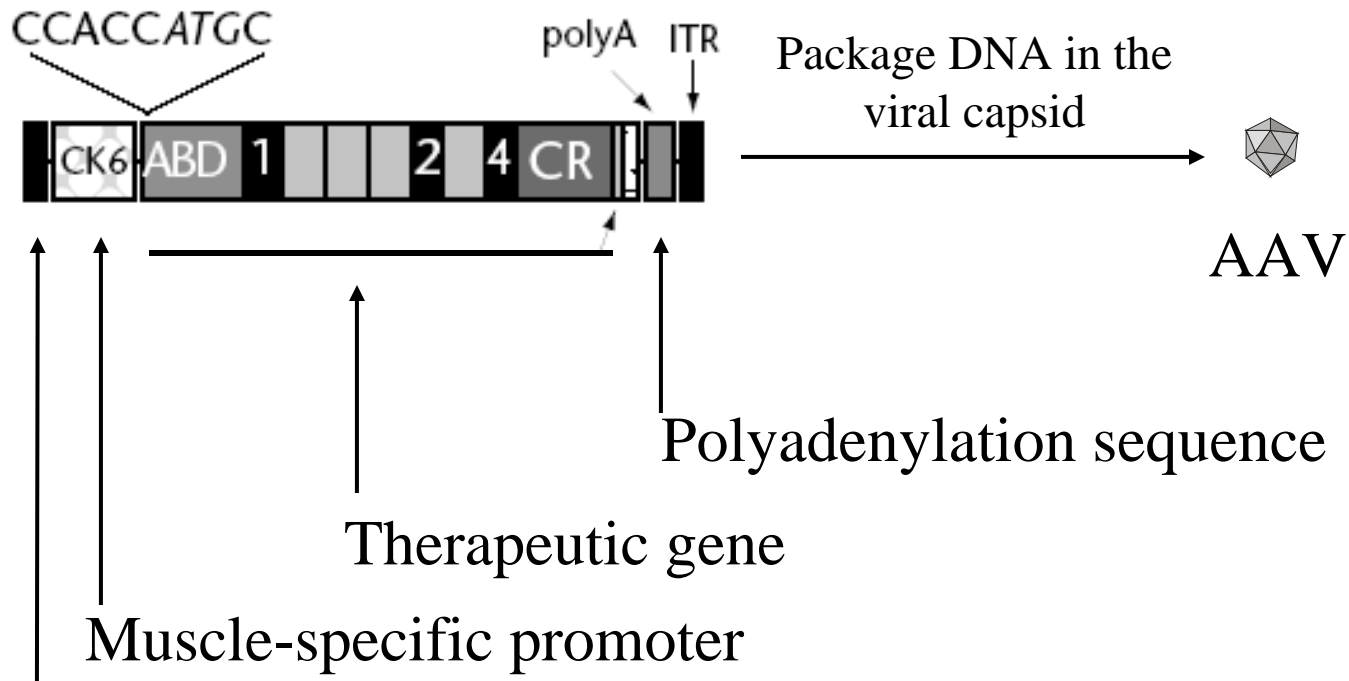 CCACCATGC
polyA ITR
Package DNA in the
viral capsid
CK6 ABD 1 2 4 CR
AAV
Polyadenylation sequence
Therapeutic gene
Muscle-specific promoter